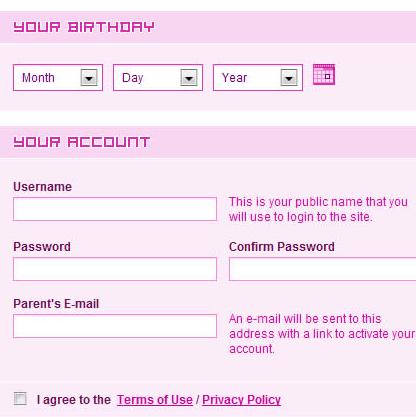 YOUR BIRTHDAY
Month Day Year
YOUR ACCOUNT
Username
This is your public name that you
will use to login to the site.
Password Confirm Password
Parent's E-mail
An e-mail will be sent to this
address with a link to activate your
account.
I agree to the Terms of Use / Privacy Policy